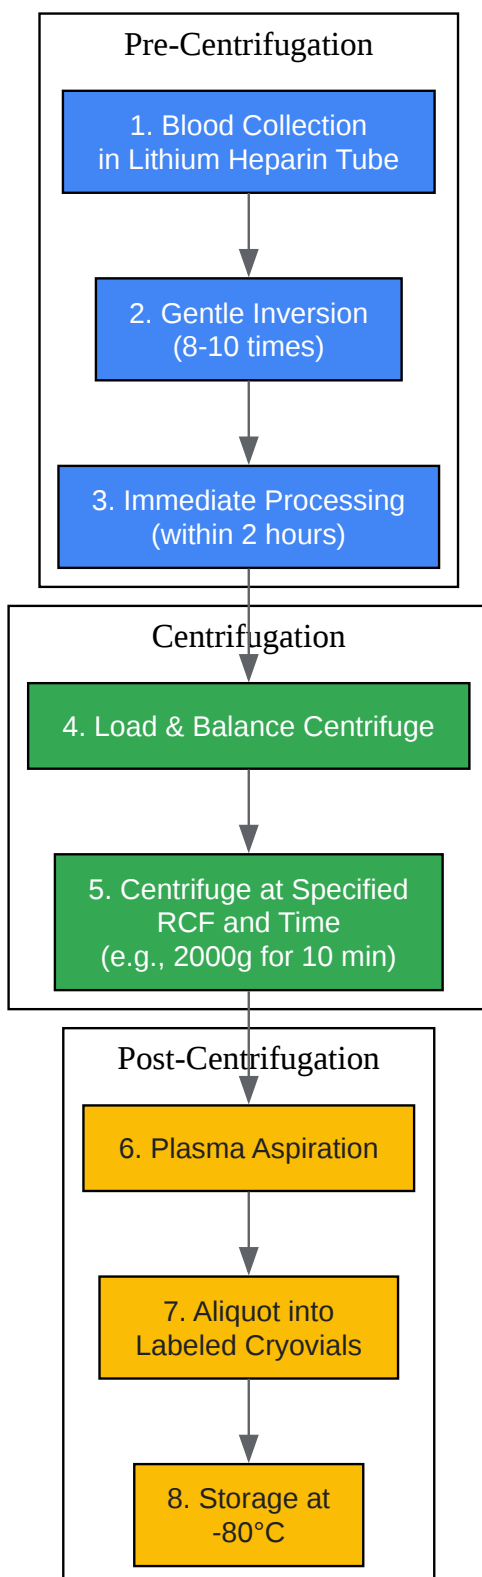 Pre-Centrifugation
1. Blood Collection
in Lithium Heparin Tube
2. Gentle Inversion
(8-10 times)
3. Immediate Processing
(within 2 hours)
Centrifugation
4. Load & Balance Centrifuge
5. Centrifuge at Specified
RCF and Time
(e.g., 2000g for 10 min)
Post-Centrifugation
6. Plasma Aspiration
7. Aliquot into
Labeled Cryovials
8. Storage at
-80°C